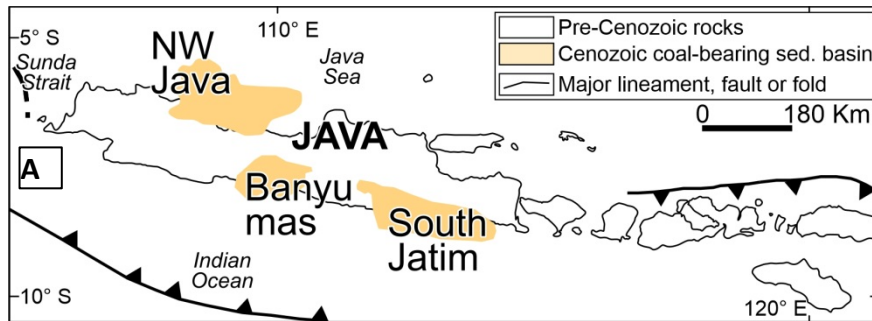 5° S
110° E
NW
Java
Sunda
Strait
Java
Sea
Pre-Cenozoic rocks
Cenozoic coal-bearing sed. basin
Major lineament, fault or fold
0 180 Km
JAVA
A
Banyu
mas
South
Jatim
Indian
Ocean
10° S
120° E